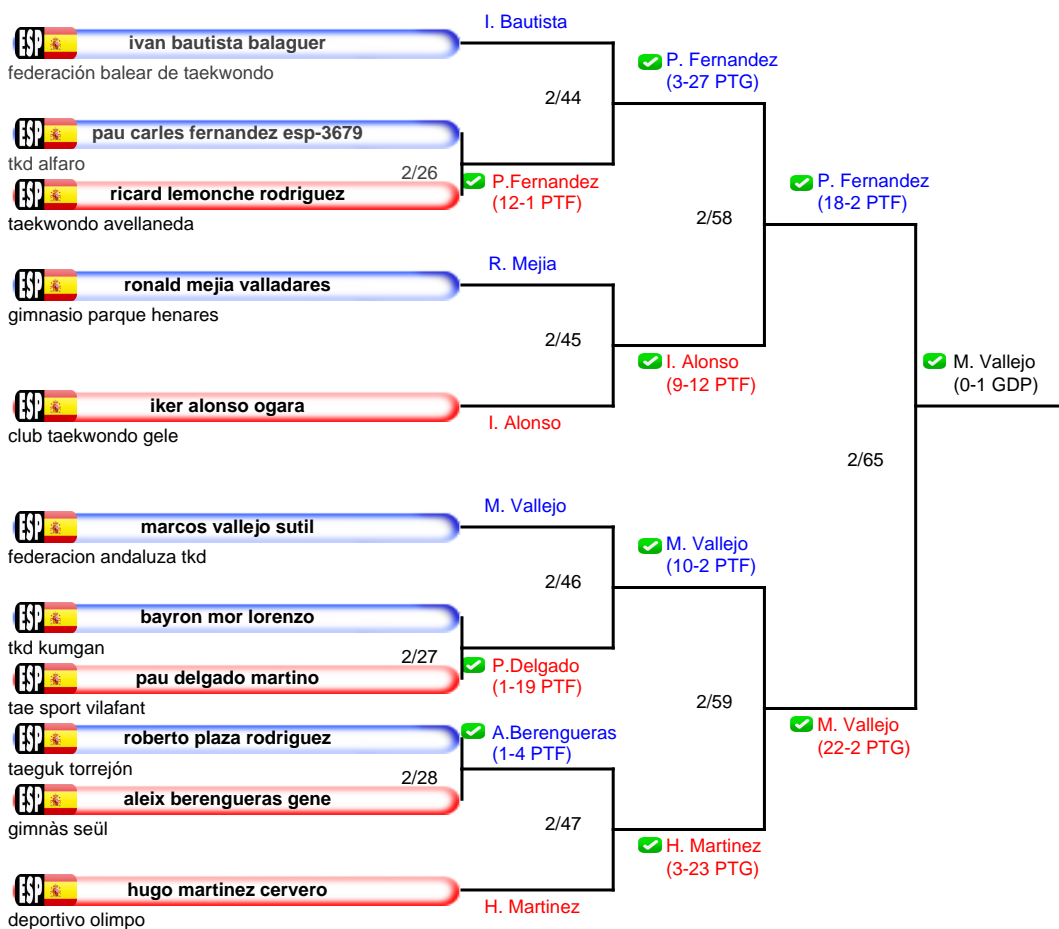 I. Bautista
ESP ivan bautista balaguer
federación balear de taekwondo
P. Fernandez
(3-27 PTG)
2/44
ESP pau carles fernandez esp-3679
tkd alfaro
2/26
P.Fernandez
(12-1 PTF)
ESP ricard lemonche rodriguez
taekwondo avellaneda
P. Fernandez
(18-2 PTF)
2/58
R. Mejia
ESP ronald mejia valladares
gimnasio parque henares
2/45
I. Alonso
(9-12 PTF)
M. Vallejo
(0-1 GDP)
ESP iker alonso ogara
club taekwondo gele
I. Alonso
2/65
M. Vallejo
ESP marcos vallejo sutil
federacion andaluza tkd
M. Vallejo
(10-2 PTF)
2/46
ESP bayron mor lorenzo
tkd kumgan
2/27
P.Delgado
(1-19 PTF)
ESP pau delgado martino
tae sport vilafant
2/59
M. Vallejo
(22-2 PTG)
ESP roberto plaza rodriguez
taeguk torrejón
A.Berengueras
(1-4 PTF)
2/28
ESP aleix berengueras gene
gimnàs seül
2/47
H. Martinez
(3-23 PTG)
ESP hugo martinez cervero
deportivo olimpo
H. Martinez